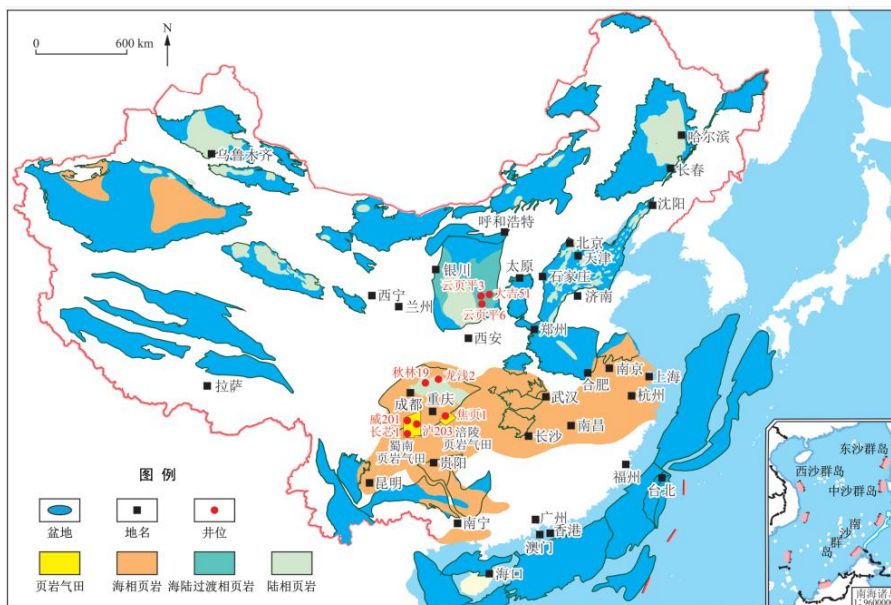 0
600 km
N
乌鲁木齐
哈尔滨
长春
沈阳
呼和浩特
北京
天津
银川
太原
石家庄
云页平3
大吉51
济南
西宁
兰州
云页平6
郑州
西安
拉萨
秋林19
龙浅2
合肥
南京
上海
成都
重庆
武汉
杭州
威201
焦页1
长芯1
泸203
涪陵
页岩气田
南昌
长沙
蜀南
页岩气田
贵阳
福州
昆明
台北
南宁
广州
香港
澳门
海口
图 例
盆地
地名
井位
页岩气田
海相页岩
海陆过渡相页岩
陆相页岩
东沙群岛
西沙群岛
中沙群岛
南沙群岛
南海诸